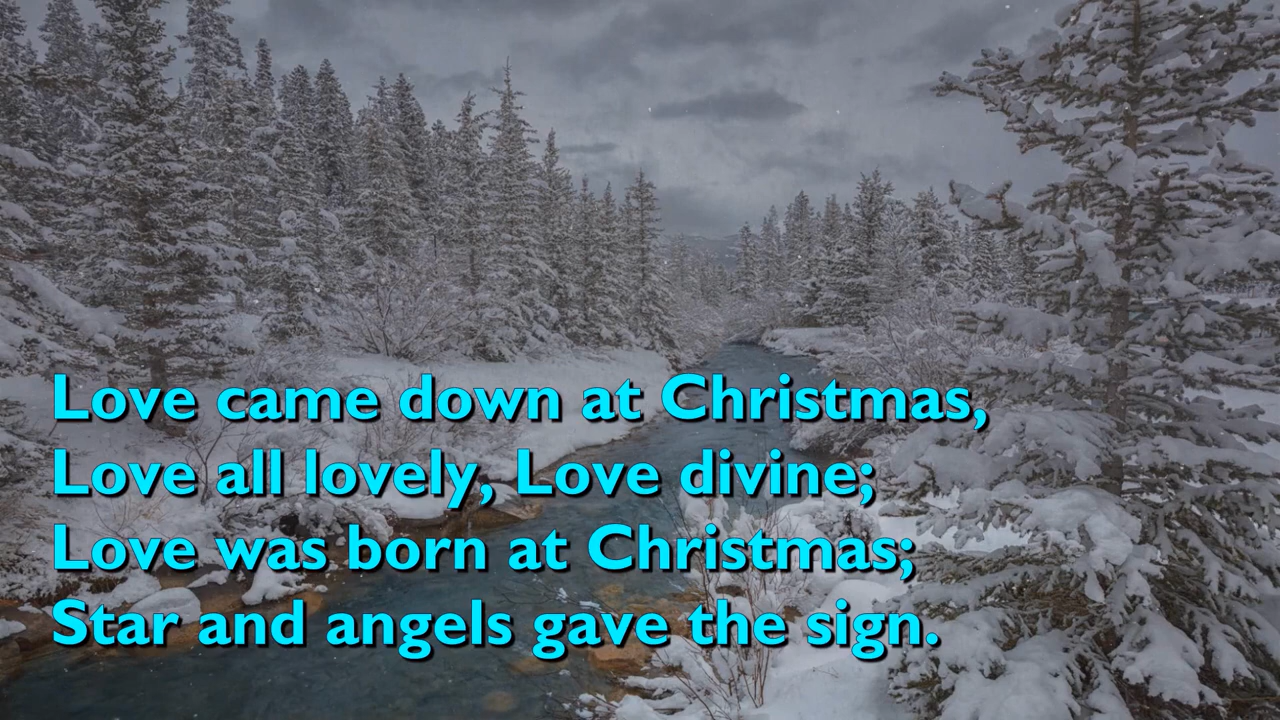 Love came down at Christmas,
Love all lovely, Love divine;
Love was born at Christmas;
Star and angels gave the sign.